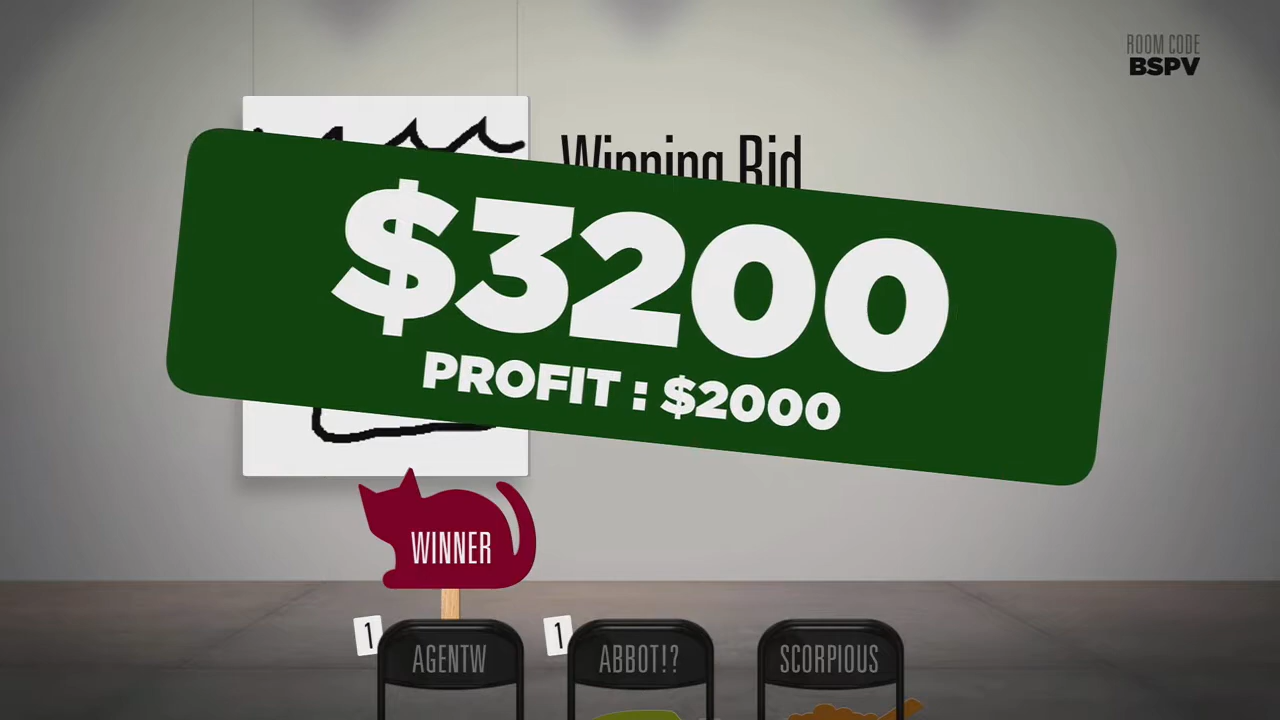 ROOM CODE
BSPV
Winning Bid
$3200
PROFIT : $2000
WINNER
1
1
AGENTW
ABBOT!?
SCORPIOUS